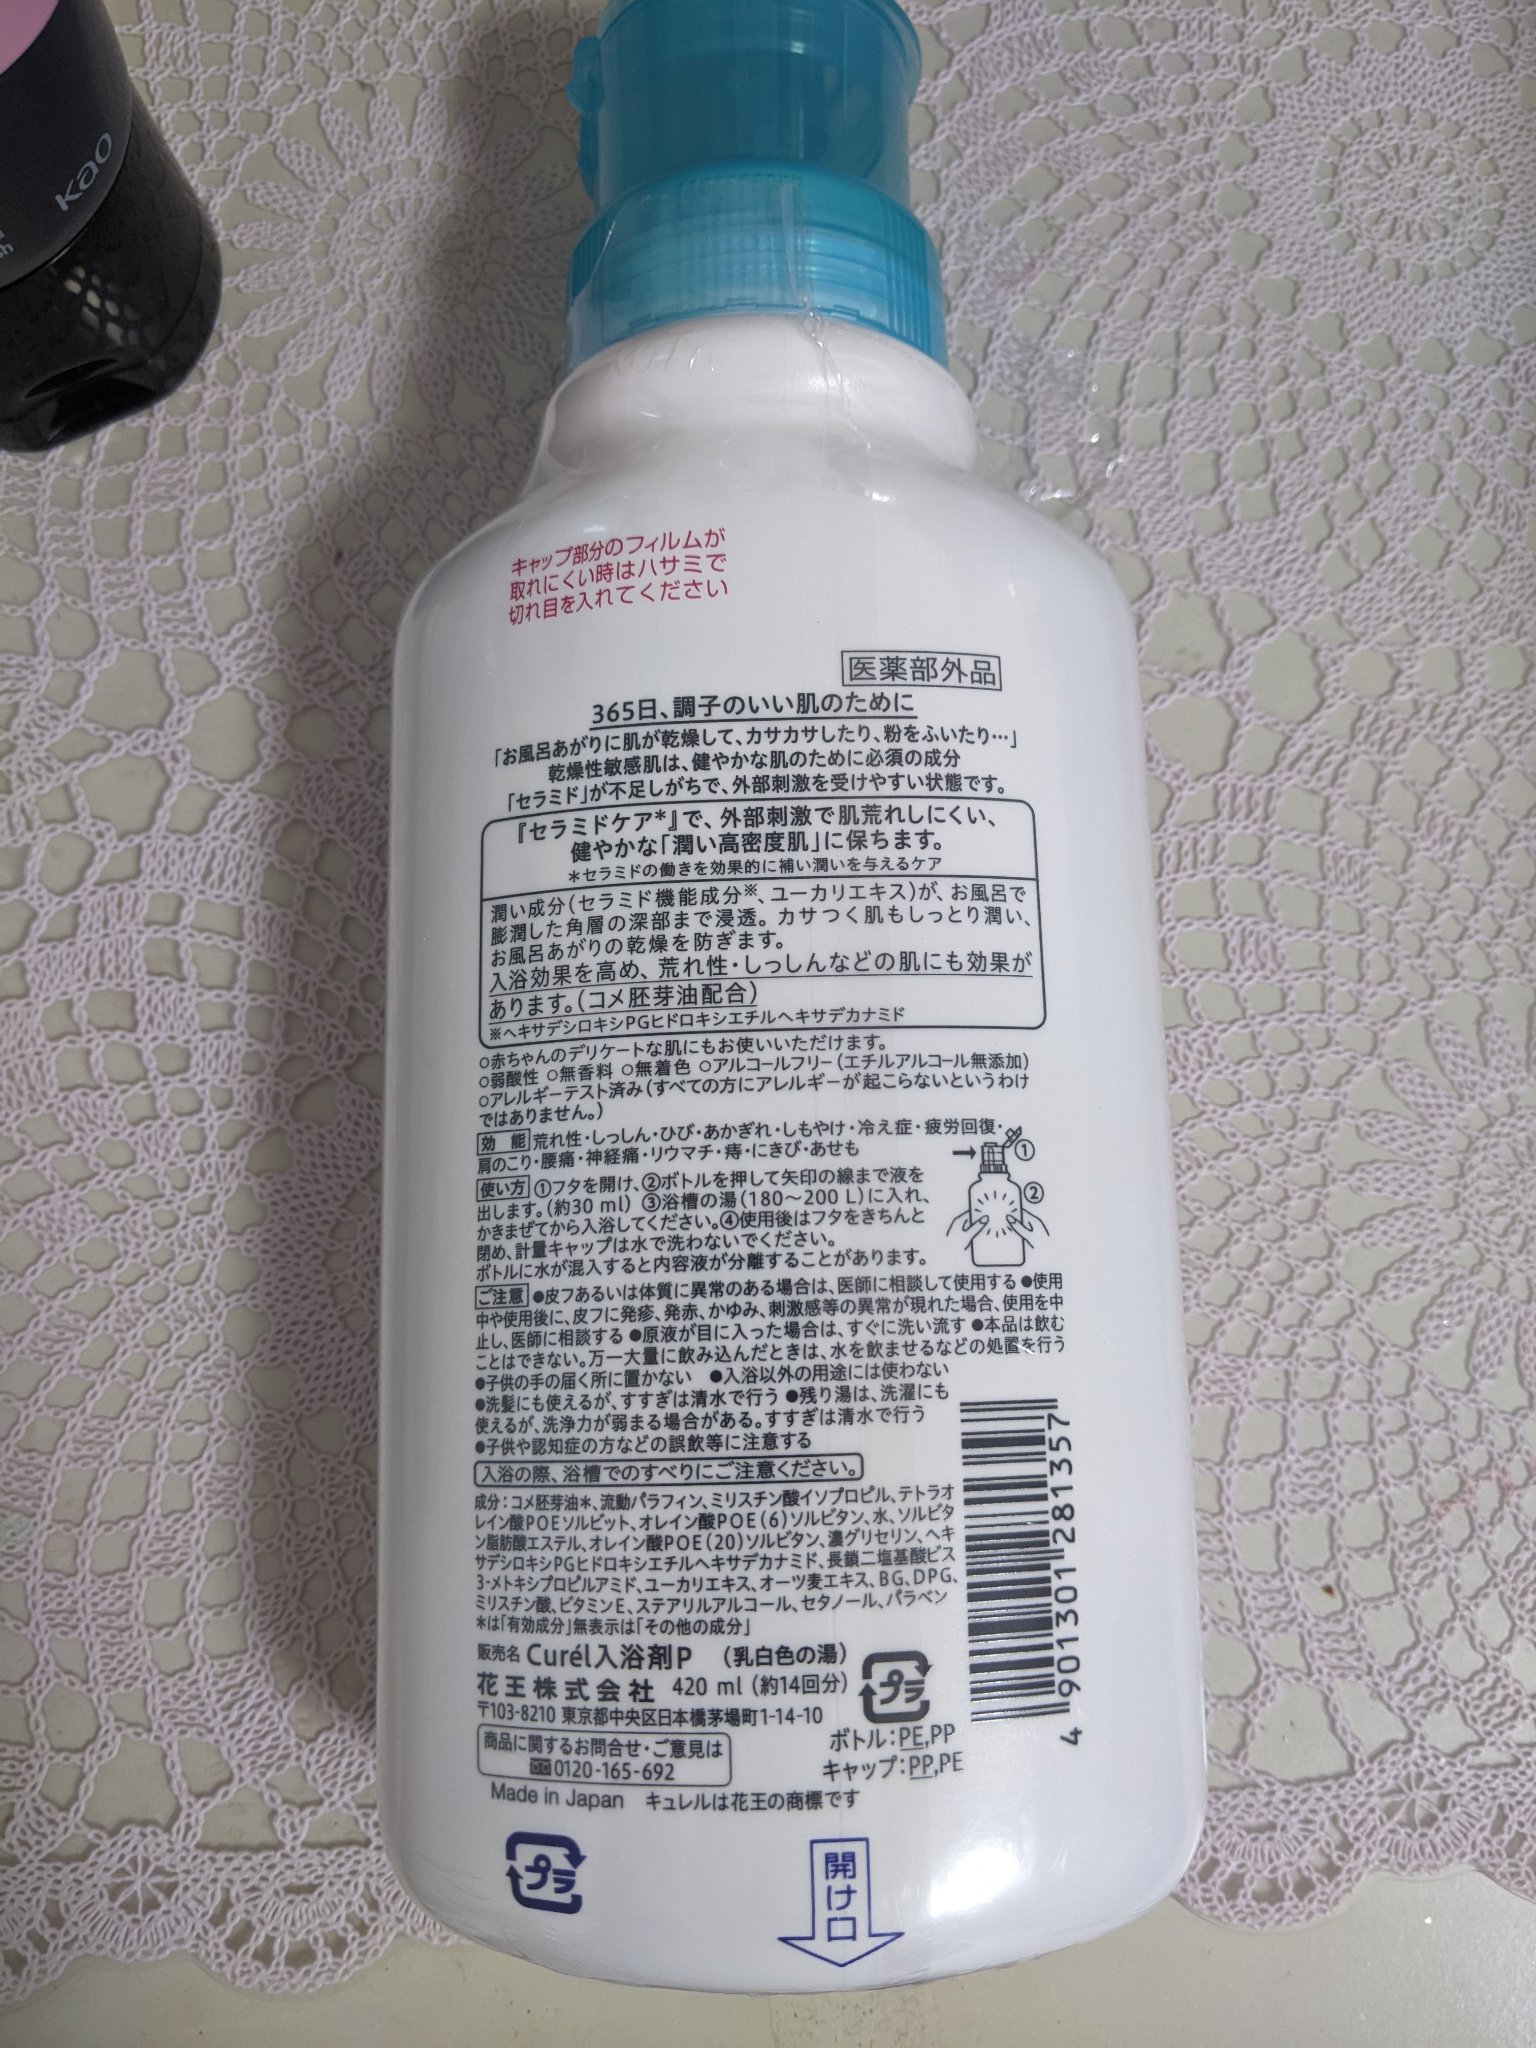 Kao
キャップ部分のフィルムが
取れにくい時はハサミで
切れ目を入れてください
医薬部外品
365日、調子のいい肌のために
「お風呂あがりに肌が乾燥して、カサカサしたり、粉をふいたり…」
乾燥性敏感肌は、健やかな肌のために必須の成分
「セラミド」が不足しがちで、外部刺激を受けやすい状態です。
『セラミドケア*』で、外部刺激で肌荒れしにくい、
健やかな「潤い高密度肌」に保ちます。
*セラミドの働きを効果的に補い潤いを与えるケア
潤い成分(セラミド機能成分※、ユーカリエキス)が、お風呂で
膨潤した角層の深部まで浸透。カサつく肌もしっとり潤い、
お風呂あがりの乾燥を防ぎます。
入浴効果を高め、荒れ性・しっしんなどの肌にも効果が
あります。(コメ胚芽油配合)
※ヘキサデシロキシPGヒドロキシエチルヘキサデカナミド
○赤ちゃんのデリケートな肌にもお使いいただけます。
○弱酸性 ○無香料 ○無着色 ○アルコールフリー(エチルアルコール無添加)
○アレルギーテスト済み(すべての方にアレルギーが起こらないというわけ
ではありません。)
効 能 荒れ性・しっしん・ひび・あかぎれ・しもやけ・冷え症・疲労回復・
肩のこり・腰痛・神経痛・リウマチ・痔・にきび・あせも
① ②
使い方 ①フタを開け、②ボトルを押して矢印の線まで液を
出します。(約30 ml) ③浴槽の湯(180〜200 L)に入れ、
かきまぜてから入浴してください。④使用後はフタをきちんと
閉め、計量キャップは水で洗わないでください。
ボトルに水が混入すると内容液が分離することがあります。
ご注意 ●皮フあるいは体質に異常のある場合は、医師に相談して使用する ●使用
中や使用後に、皮フに発疹、発赤、かゆみ、刺激感等の異常が現れた場合、使用を中
止し、医師に相談する ●原液が目に入った場合は、すぐに洗い流す ●本品は飲む
ことはできない。万一大量に飲み込んだときは、水を飲ませるなどの処置を行う
●子供の手の届く所に置かない ●入浴以外の用途には使わない
●洗髪にも使えるが、すすぎは清水で行う ●残り湯は、洗濯にも
使えるが、洗浄力が弱まる場合がある。すすぎは清水で行う
●子供や認知症の方などの誤飲等に注意する
入浴の際、浴槽でのすべりにご注意ください。
成分：コメ胚芽油*、流動パラフィン、ミリスチン酸イソプロピル、テトラオ
レイン酸POEソルビット、オレイン酸POE(6)ソルビタン、水、ソルビタ
ン脂肪酸エステル、オレイン酸POE(20)ソルビタン、濃グリセリン、ヘキ
サデシロキシPGヒドロキシエチルヘキサデカナミド、長鎖二塩基酸ビス
3-メトキシプロピルアミド、ユーカリエキス、オーツ麦エキス、BG、DPG、
ミリスチン酸、ビタミンE、ステアリルアルコール、セタノール、パラベン
*は「有効成分」無表示は「その他の成分」
4 901301 281357
販売名 Curél入浴剤P (乳白色の湯)
花王株式会社 420 ml (約14回分)
〒103-8210 東京都中央区日本橋茅場町1-14-10
商品に関するお問合せ・ご意見は
0120-165-692
プラ
ボトル：PE,PP
キャップ：PP,PE
Made in Japan キュレルは花王の商標です
プラ
開け口